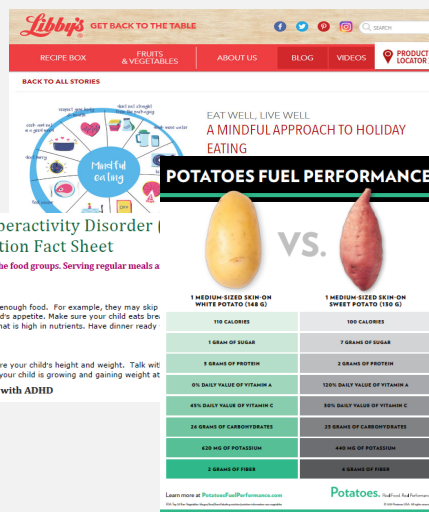 Libby's GET BACK TO THE TABLE
SEARCH
RECIPE BOX
FRUITS
& VEGETABLES
ABOUT US
BLOG
VIDEOS
PRODUCT
LOCATOR
BACK TO ALL STORIES
EAT WELL, LIVE WELL
A MINDFUL APPROACH TO HOLIDAY
EATING
Mindful
eating
peractivity Disorder (
tion Fact Sheet
he food groups. Serving regular meals a
enough food. For example, they may skip
d's appetite. Make sure your child eats brea
hat is high in nutrients. Have dinner ready
re your child's height and weight. Talk wit
your child is growing and gaining weight at
with ADHD
POTATOES FUEL PERFORMANCE
VS.
1 MEDIUM-SIZED SKIN-ON
WHITE POTATO (148 G)
1 MEDIUM-SIZED SKIN-ON
SWEET POTATO (130 G)
110 CALORIES
100 CALORIES
1 GRAM OF SUGAR
7 GRAMS OF SUGAR
3 GRAMS OF PROTEIN
2 GRAMS OF PROTEIN
0% DAILY VALUE OF VITAMIN A
120% DAILY VALUE OF VITAMIN A
45% DAILY VALUE OF VITAMIN C
30% DAILY VALUE OF VITAMIN C
26 GRAMS OF CARBOHYDRATES
23 GRAMS OF CARBOHYDRATES
620 MG OF POTASSIUM
440 MG OF POTASSIUM
2 GRAMS OF FIBER
4 GRAMS OF FIBER
Learn more at PotatoesFuelPerformance.com
Potatoes.